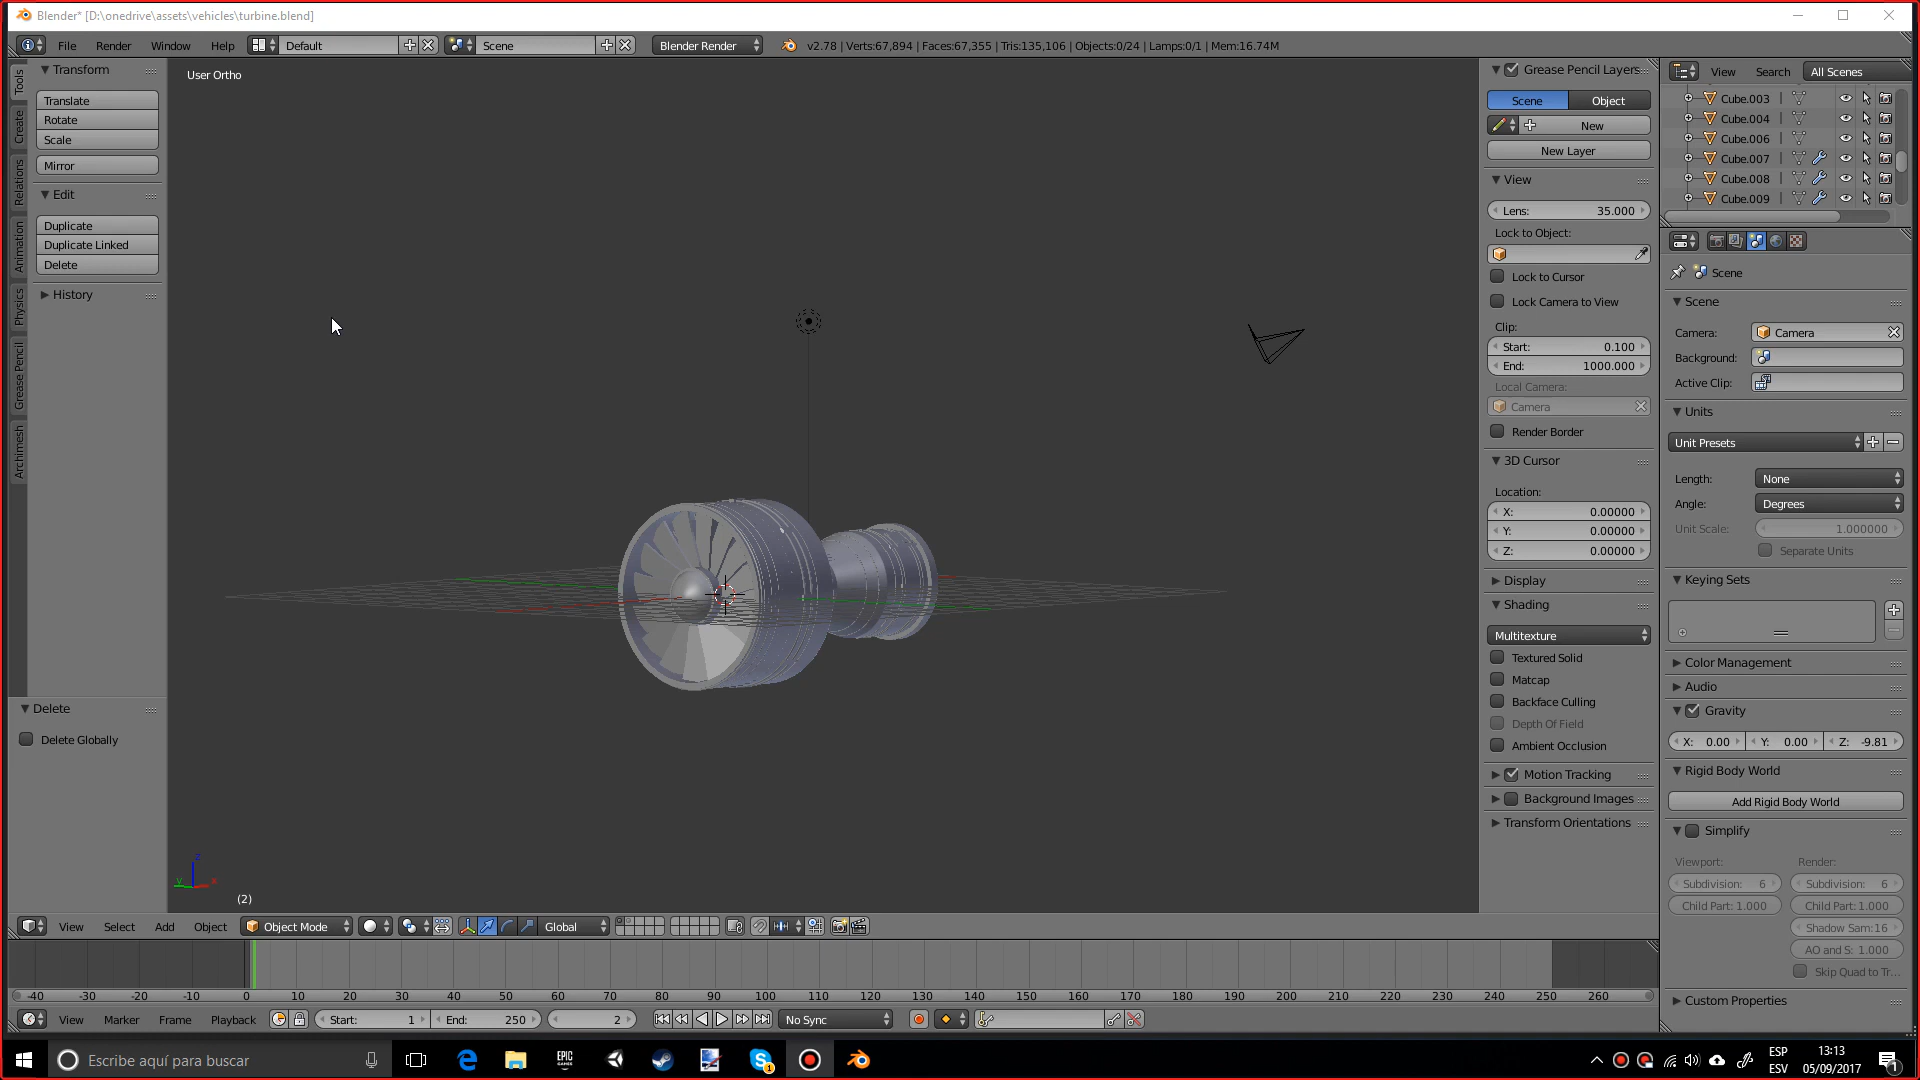 Blender* [D:\onedrive\assets\vehicles\turbine.blend]
File Render Window Help Default Scene Blender Render v2.78 | Verts:67,894 | Faces:67,355 | Tris:135,106 | Objects:0/24 | Lamps:0/1 | Mem:16.74M
Tools
Create
Relations
Animation
Physics
Grease Pencil
Archimesh
Transform
Translate
Rotate
Scale
Mirror
Edit
Duplicate
Duplicate Linked
Delete
History
Delete
Delete Globally
User Ortho
z
y
x
(2)
Grease Pencil Layers
Scene Object
New
New Layer
View
Lens: 35.000
Lock to Object:
Lock to Cursor
Lock Camera to View
Clip:
Start: 0.100
End: 1000.000
Local Camera:
Camera
Render Border
3D Cursor
Location:
X: 0.00000
Y: 0.00000
Z: 0.00000
Display
Shading
Multitexture
Textured Solid
Matcap
Backface Culling
Depth Of Field
Ambient Occlusion
Motion Tracking
Background Images
Transform Orientations
View Search All Scenes
Cube.003
Cube.004
Cube.006
Cube.007
Cube.008
Cube.009
Scene
Scene
Camera: Camera
Background:
Active Clip:
Units
Unit Presets
Length: None
Angle: Degrees
Unit Scale: 1.000000
Separate Units
Keying Sets
Color Management
Audio
Gravity
X: 0.00 Y: 0.00 Z: -9.81
Rigid Body World
Add Rigid Body World
Simplify
Viewport: Render:
Subdivision: 6 Subdivision: 6
Child Part: 1.000 Child Part: 1.000
Shadow Sam:16
AO and S: 1.000
Skip Quad to Tr...
Custom Properties
View Select Add Object Object Mode Global
-40 -30 -20 -10 0 10 20 30 40 50 60 70 80 90 100 110 120 130 140 150 160 170 180 190 200 210 220 230 240 250 260
View Marker Frame Playback Start: 1 End: 250 2 No Sync
Escribe aquí para buscar
EPIC
GAMES
ESP
ESV
13:13
05/09/2017
1